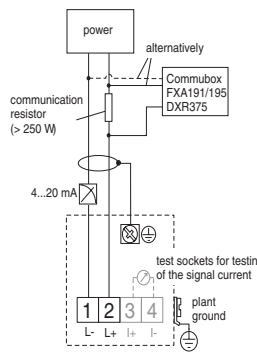 power
alternatively
Commubox
FXA191/195
DXR375
communication
resistor
(> 250 W)
4...20 mA
test sockets for testin
of the signal current
1 2 3 4
L- L+ I+ I-
plant
ground